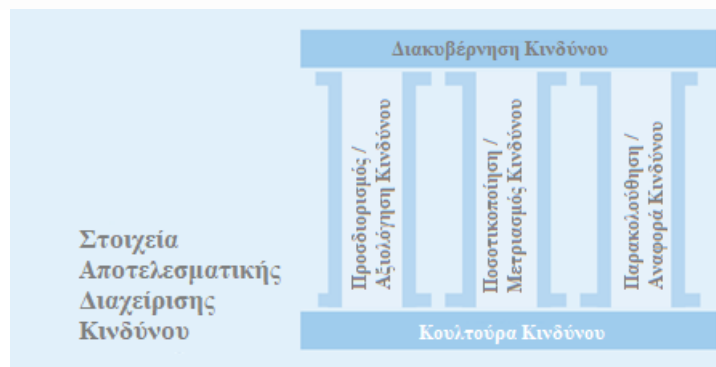 Διακυβέρνηση Κινδύνου
Προσδιορισμός /
Αξιολόγηση Κινδύνου
Ποσοτικοποίηση /
Μετριασμός Κινδύνου
Παρακολούθηση /
Αναφορά Κινδύνου
Στοιχεία
Αποτελεσματικής
Διαχείρισης
Κινδύνου
Κουλτούρα Κινδύνου